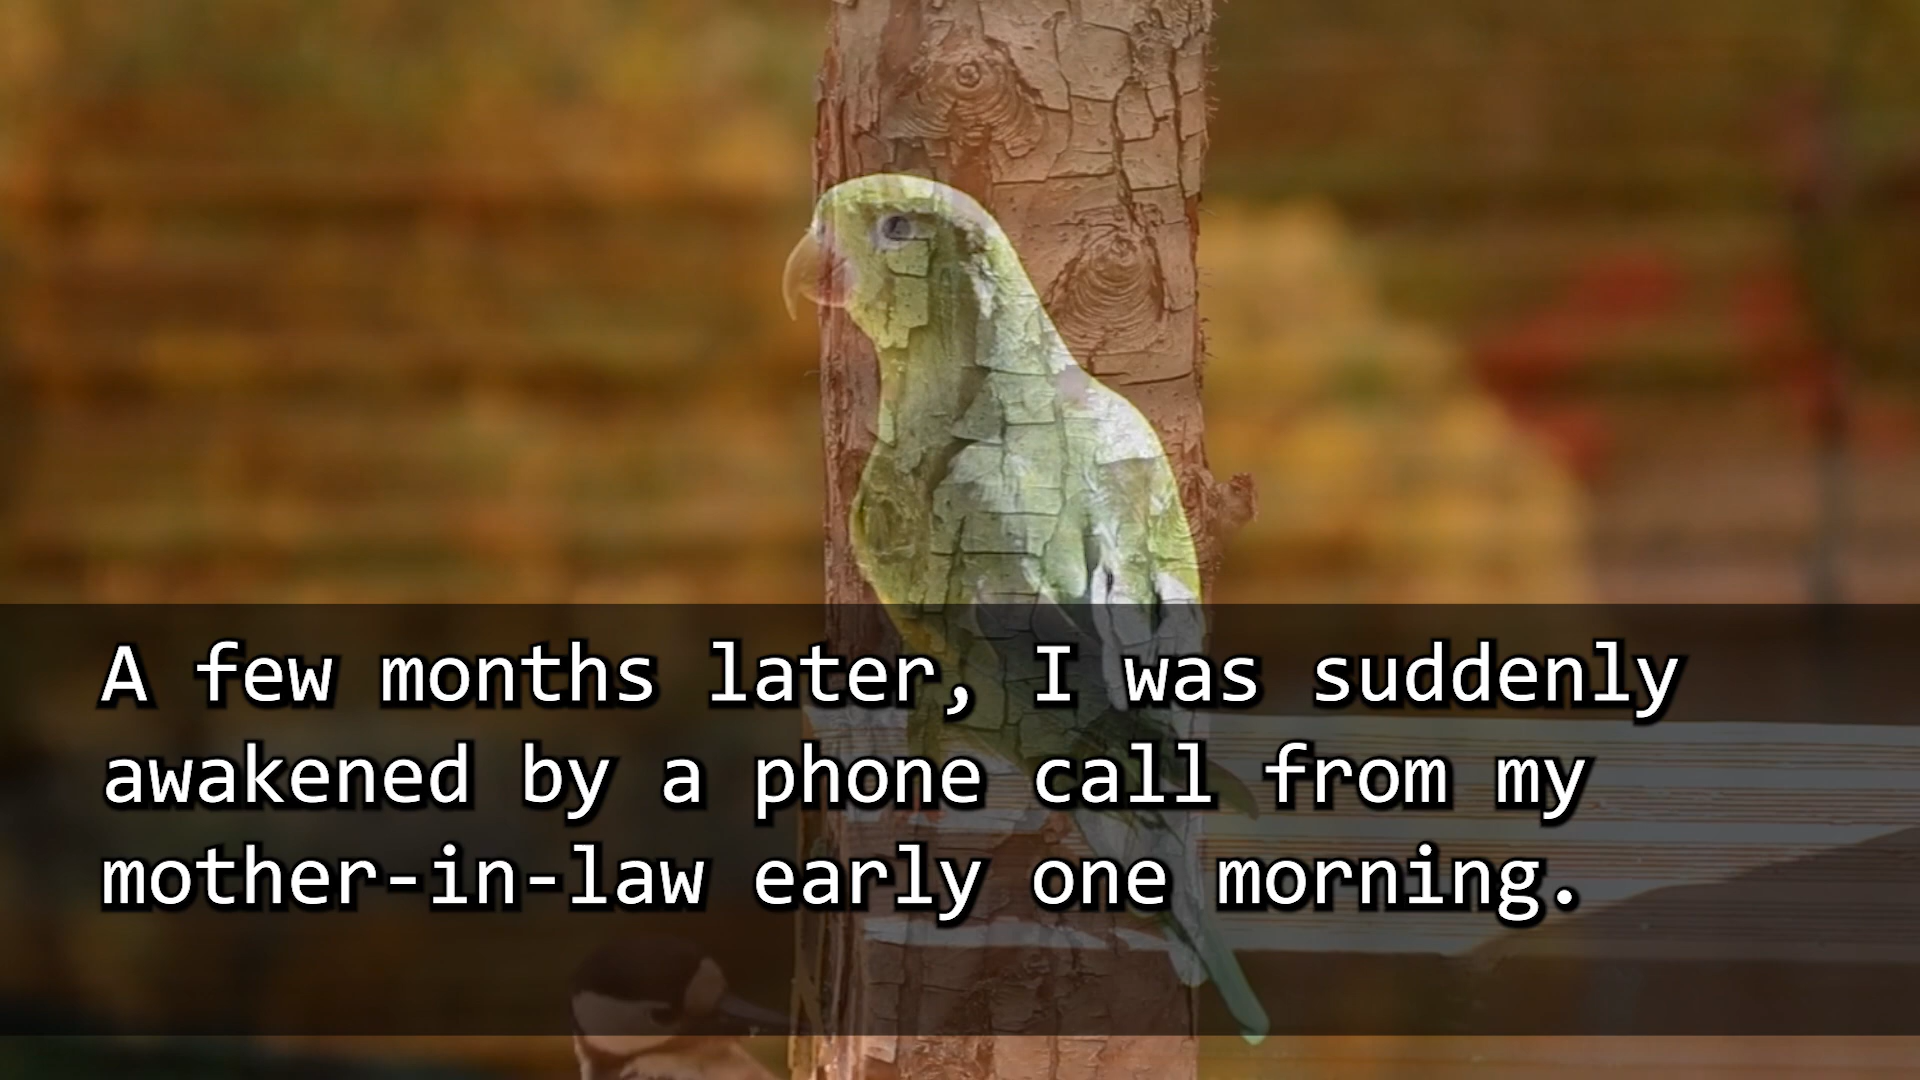 A few months later, I was suddenly
awakened by a phone call from my
mother-in-law early one morning.